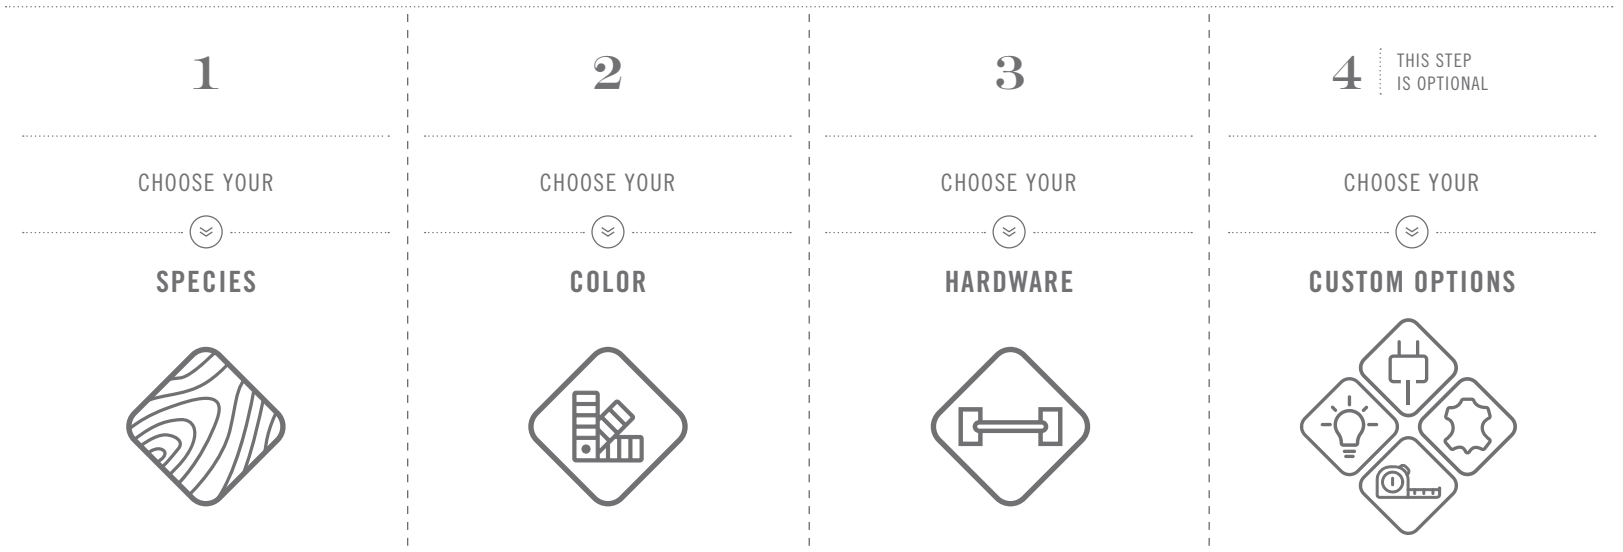 1
CHOOSE YOUR
SPECIES
2
CHOOSE YOUR
COLOR
3
CHOOSE YOUR
HARDWARE
4
THIS STEP
IS OPTIONAL
CHOOSE YOUR
CUSTOM OPTIONS